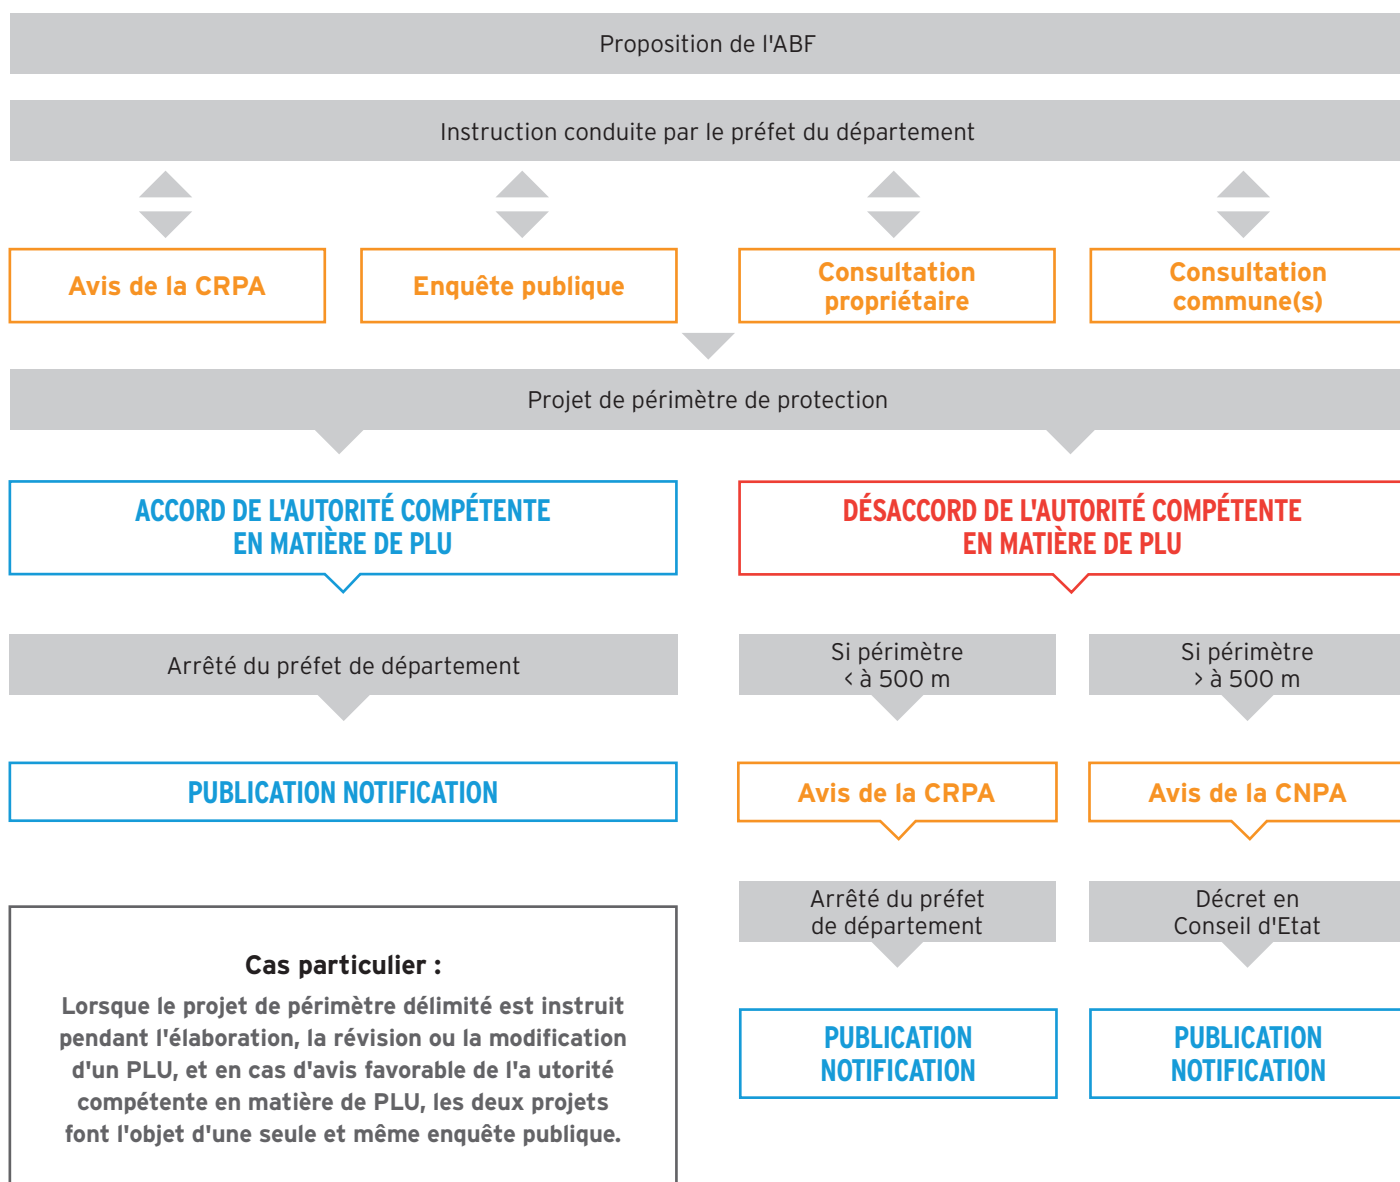 Proposition de l'ABF
Instruction conduite par le préfet du département
Avis de la CRPA
Enquête publique
Consultation
propriétaire
Consultation
commune(s)
Projet de périmètre de protection
ACCORD DE L'AUTORITÉ COMPÉTENTE
EN MATIÈRE DE PLU
DÉSACCORD DE L'AUTORITÉ COMPÉTENTE
EN MATIÈRE DE PLU
Arrêté du préfet de département
Si périmètre
< à 500 m
Si périmètre
> à 500 m
PUBLICATION NOTIFICATION
Avis de la CRPA
Avis de la CNPA
Arrêté du préfet
de département
Décret en
Conseil d'Etat
PUBLICATION
NOTIFICATION
PUBLICATION
NOTIFICATION
Cas particulier :
Lorsque le projet de périmètre délimité est instruit
pendant l'élaboration, la révision ou la modification
d'un PLU, et en cas d'avis favorable de l'a utorité
compétente en matière de PLU, les deux projets
font l'objet d'une seule et même enquête publique.